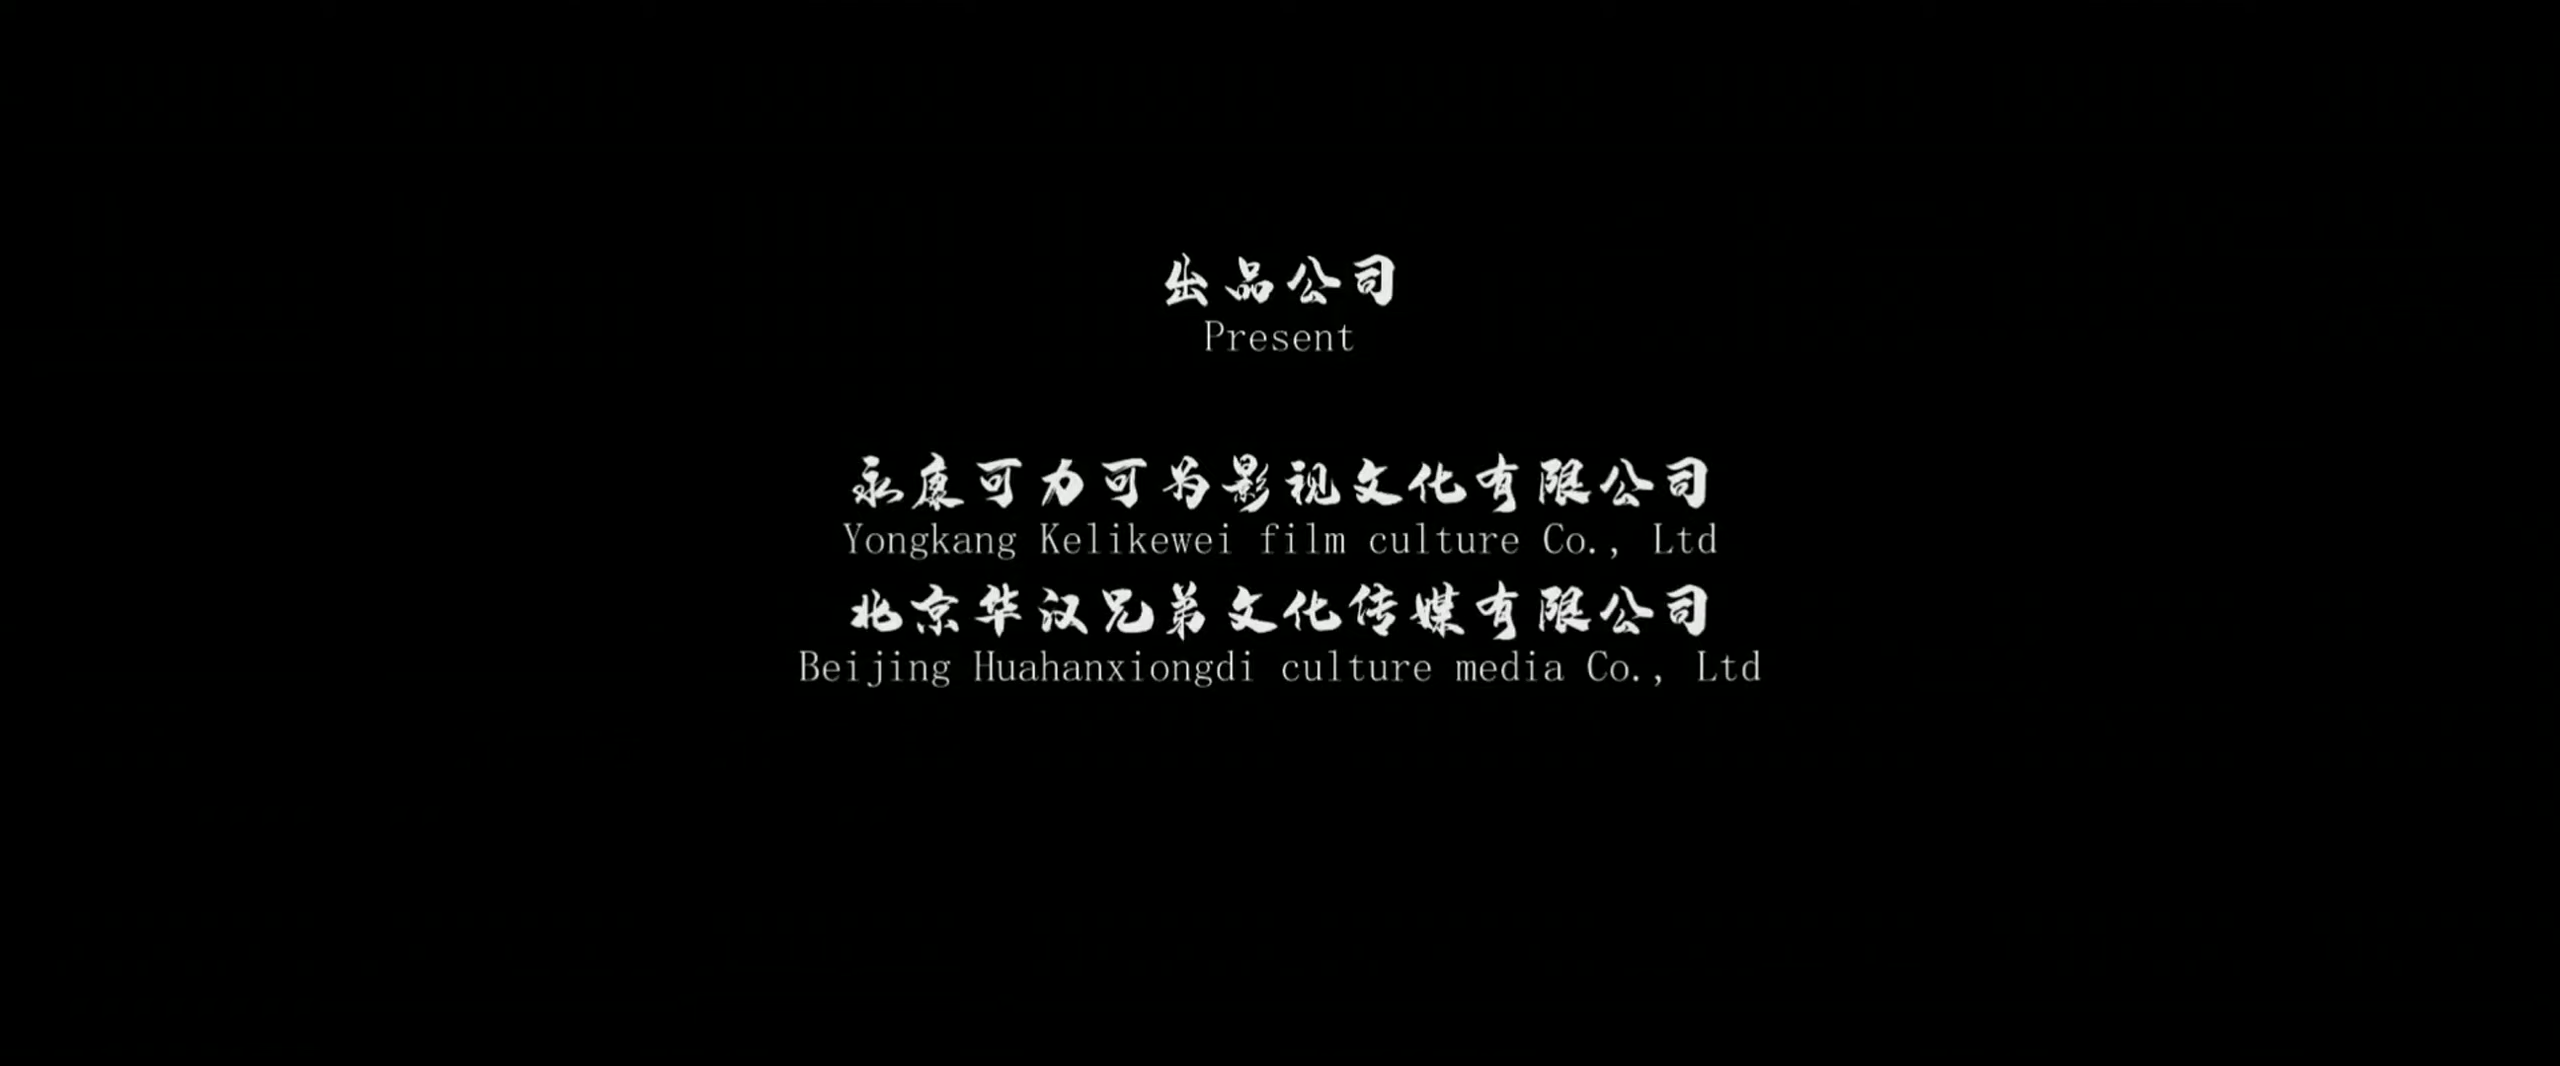 出品公司
Present
永康可力可为影视文化有限公司
Yongkang Kelikewei film culture Co., Ltd
北京华汉兄弟文化传媒有限公司
Beijing Huahanxiongdi culture media Co., Ltd